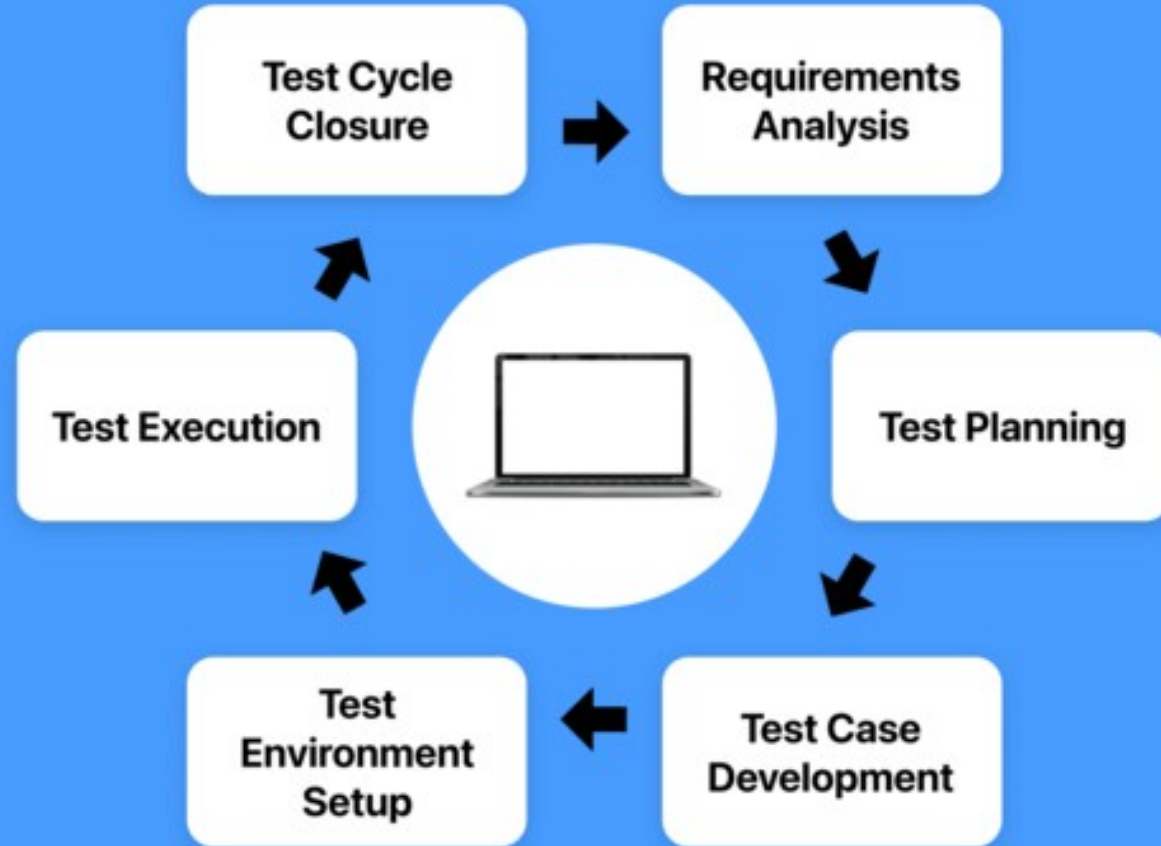 Test Cycle
Closure
Requirements
Analysis
Test Execution
Test Planning
Test
Environment
Setup
Test Case
Development